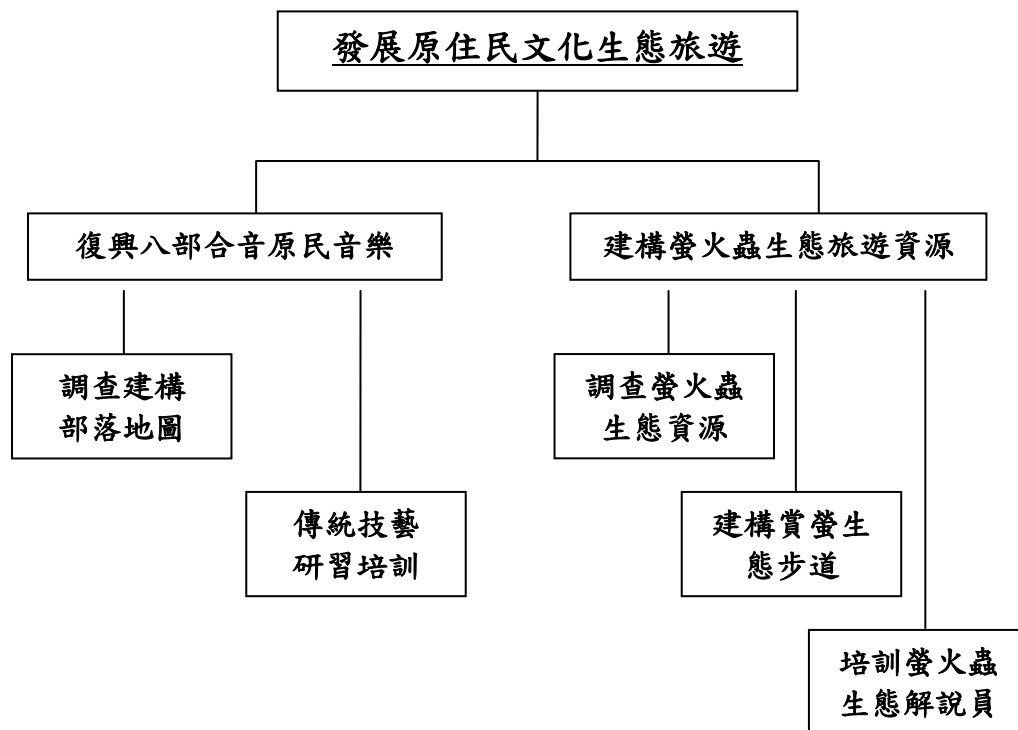 發展原住民文化生態旅遊
復興八部合音原民音樂
建構螢火蟲生態旅遊資源
調查建構
部落地圖
調查螢火蟲
生態資源
傳統技藝
研習培訓
建構賞螢生
態步道
培訓螢火蟲
生態解說員